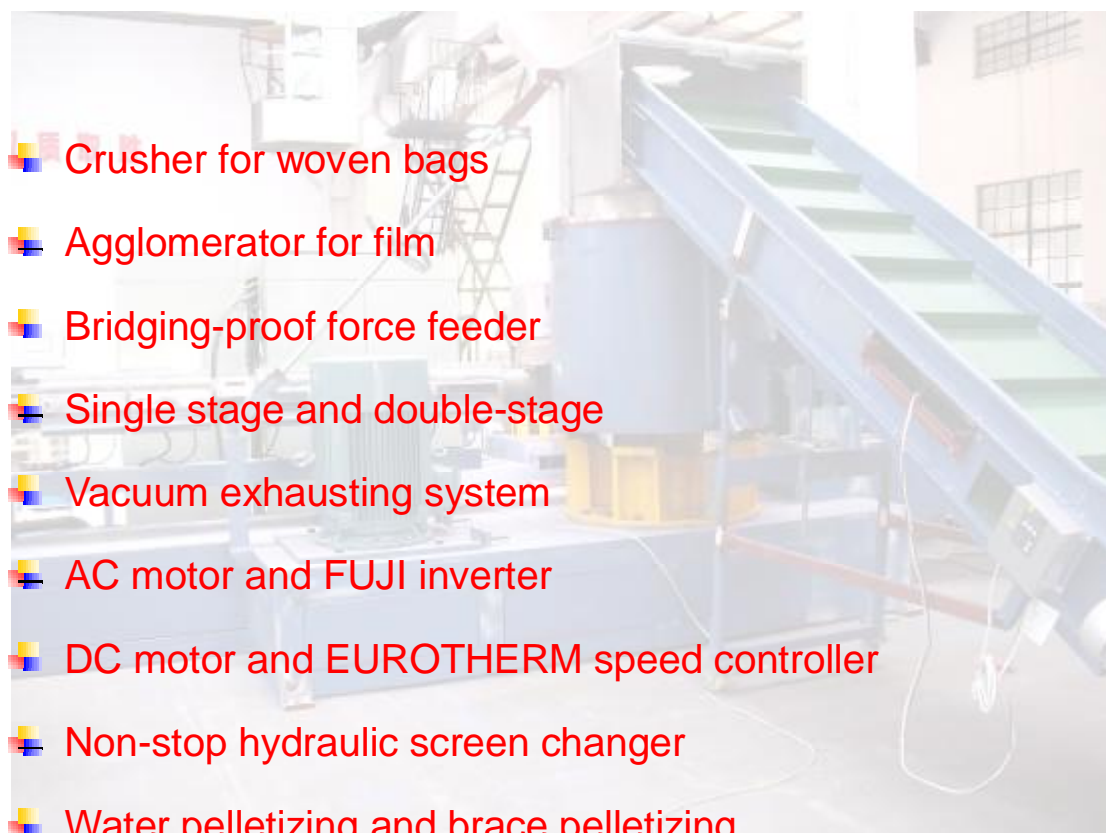 Crusher for woven bags
Agglomerator for film
Bridging-proof force feeder
Single stage and double-stage
Vacuum exhausting system
AC motor and FUJI inverter
DC motor and EUROTHERM speed controller
Non-stop hydraulic screen changer
Water pelletizing and brace pelletizing